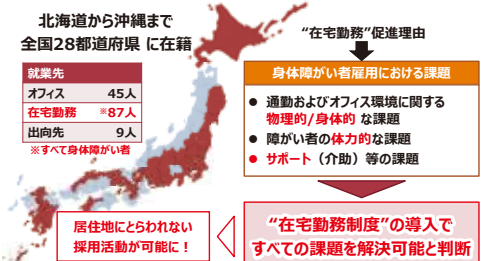 北海道から沖縄まで
全国28都道府県 に在籍
就業先
オフィス 45人
在宅勤務 ※87人
出向先 9人
※すべて身体障がい者
居住地にとらわれない
採用活動が可能に！
“在宅勤務”促進理由
身体障がい者雇用における課題
● 通勤およびオフィス環境に関する
物理的/身体的 な課題
● 障がい者の体力的な課題
● サポート（介助）等の課題
“在宅勤務制度”の導入で
すべての課題を解決可能と判断